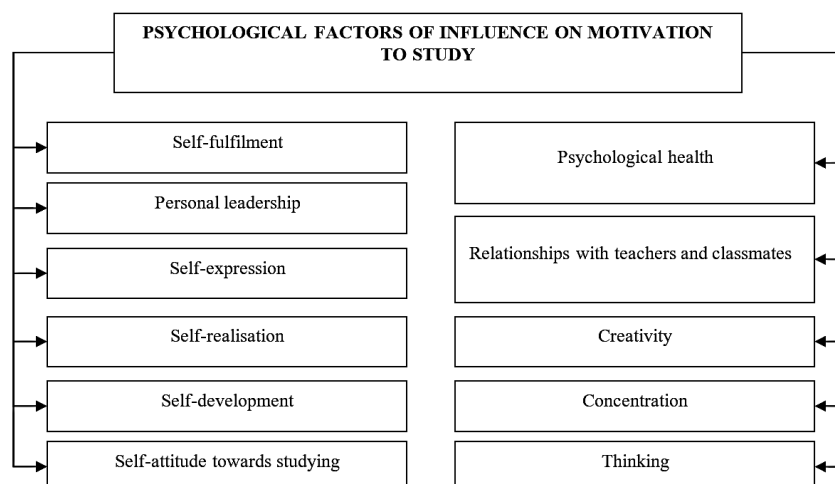 PSYCHOLOGICAL FACTORS OF INFLUENCE ON MOTIVATION
TO STUDY
Self-fulfilment
Personal leadership
Self-expression
Self-realisation
Self-development
Self-attitude towards studying
Psychological health
Relationships with teachers and classmates
Creativity
Concentration
Thinking